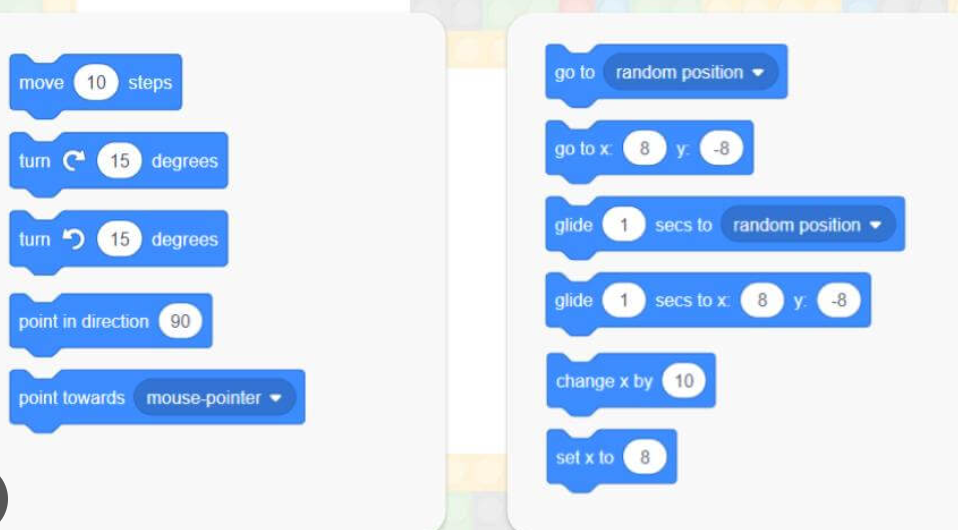 move 10 steps
turn 15 degrees
turn 15 degrees
point in direction 90
point towards mouse-pointer
go to random position
go to x: 8 y: -8
glide 1 secs to random position
glide 1 secs to x: 8 y: -8
change x by 10
set x to 8